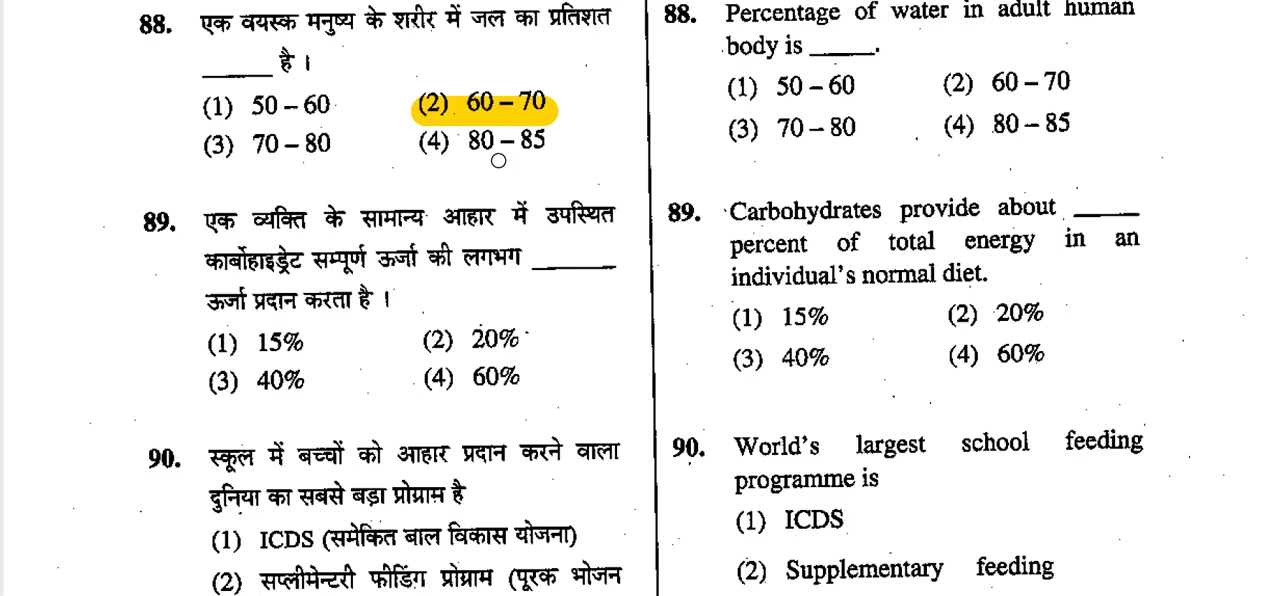 88. एक वयस्क मनुष्य के शरीर में जल का प्रतिशत
______ है ।
(1) 50 – 60 (2) 60 – 70
(3) 70 – 80 (4) 80 – 85
89. एक व्यक्ति के सामान्य आहार में उपस्थित
कार्बोहाइड्रेट सम्पूर्ण ऊर्जा की लगभग ______
ऊर्जा प्रदान करता है ।
(1) 15% (2) 20%
(3) 40% (4) 60%
90. स्कूल में बच्चों को आहार प्रदान करने वाला
दुनिया का सबसे बड़ा प्रोग्राम है
(1) ICDS (समेकित बाल विकास योजना)
(2) सप्लीमेन्टरी फीडिंग प्रोग्राम (पूरक भोजन
88. Percentage of water in adult human
body is ______.
(1) 50 – 60 (2) 60 – 70
(3) 70 – 80 (4) 80 – 85
89. Carbohydrates provide about ______
percent of total energy in an
individual's normal diet.
(1) 15% (2) 20%
(3) 40% (4) 60%
90. World's largest school feeding
programme is
(1) ICDS
(2) Supplementary feeding